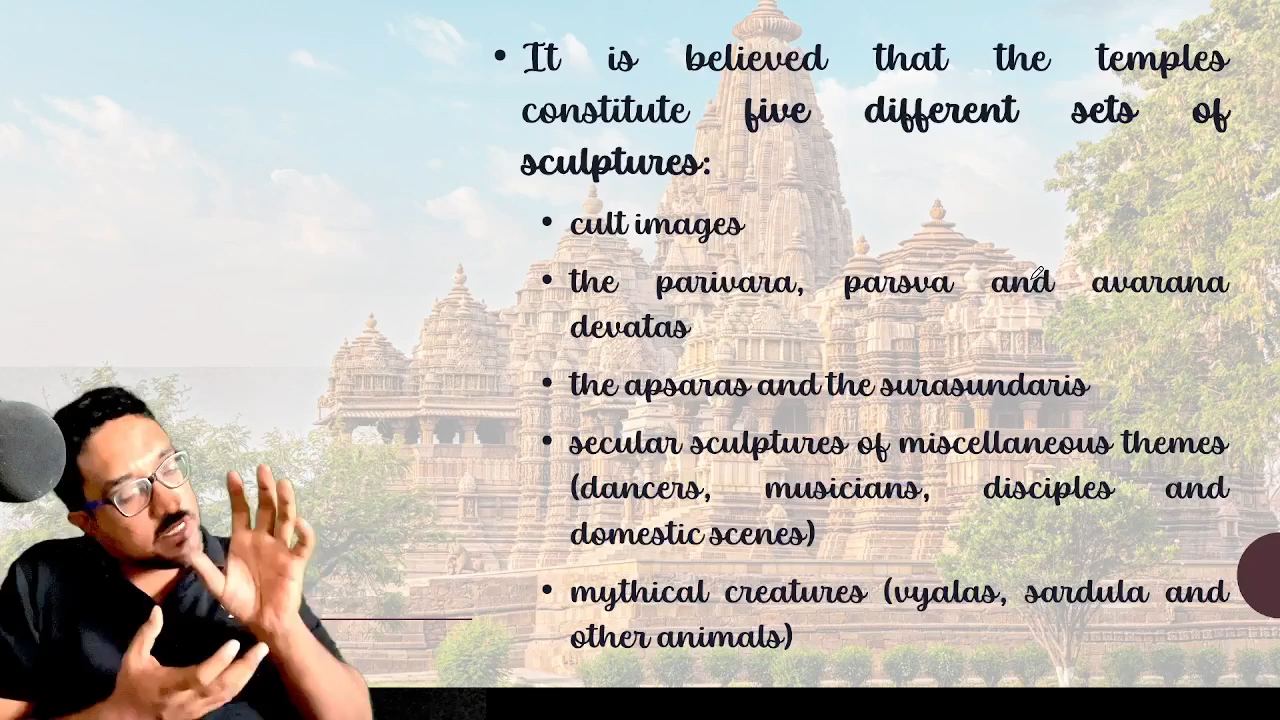 • It is believed that the temples
constitute five different sets of
sculptures:
• cult images
• the parivara, parsva and avarana
devatas
• the apsaras and the surasundaris
• secular sculptures of miscellaneous themes
(dancers, musicians, disciples and
domestic scenes)
• mythical creatures (vyalas, sardula and
other animals)